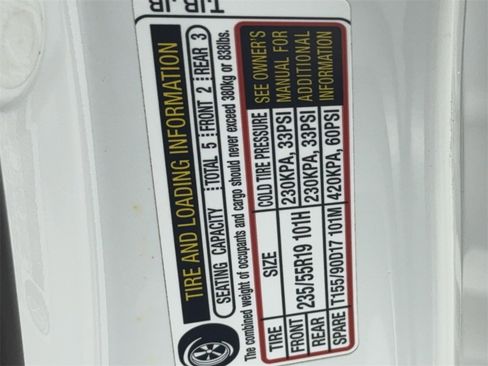 TIRE AND LOADING INFORMATION
SEATING CAPACITY TOTAL 5 FRONT 2 REAR 3
The combined weight of occupants and cargo should never exceed 380kg or 838lbs.
TIRE SIZE COLD TIRE PRESSURE
FRONT 235/55R19 101H 230KPA, 33PSI
REAR 235/55R19 101H 230KPA, 33PSI
SPARE T155/90D17 101M 420KPA, 60PSI
SEE OWNER'S
MANUAL FOR
ADDITIONAL
INFORMATION